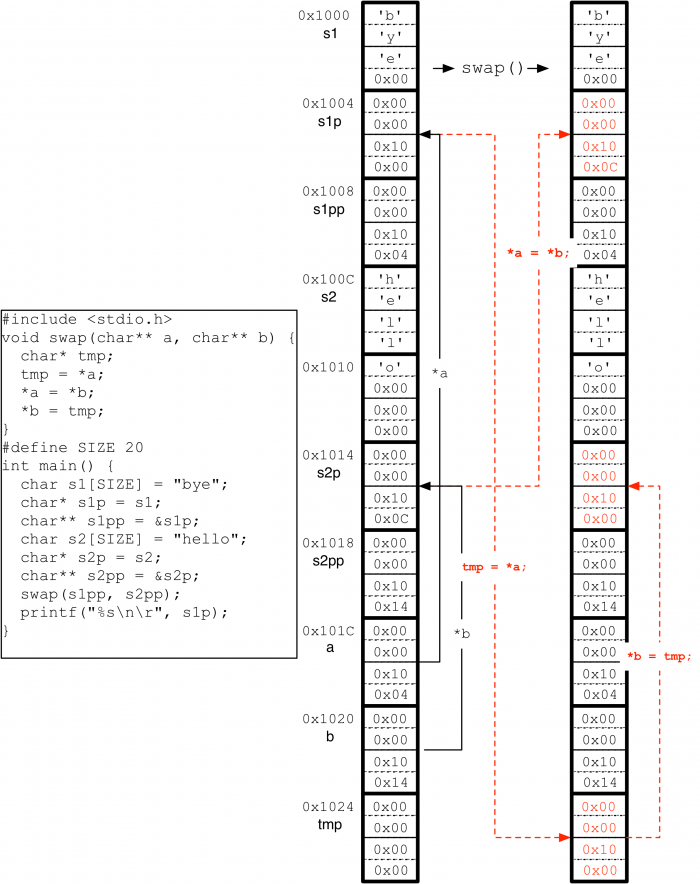 0x1000
s1
'b'
'y'
'e'
0x00
'b'
'y'
'e'
0x00
swap()
0x1004
s1p
0x00
0x00
0x10
0x00
0x00
0x00
0x10
0x0C
0x1008
s1pp
0x00
0x00
0x10
0x04
0x00
0x00
0x10
0x04
*a = *b;
0x100C
s2
'h'
'e'
'l'
'l'
'h'
'e'
'l'
'l'
#include <stdio.h>
void swap(char** a, char** b) {
  char* tmp;
  tmp = *a;
  *a = *b;
  *b = tmp;
}
#define SIZE 20
int main() {
  char s1[SIZE] = "bye";
  char* s1p = s1;
  char** s1pp = &s1p;
  char s2[SIZE] = "hello";
  char* s2p = s2;
  char** s2pp = &s2p;
  swap(s1pp, s2pp);
  printf("%s\n\r", s1p);
}
0x1010
'o'
0x00
0x00
0x00
'o'
0x00
0x00
0x00
*a
0x1014
s2p
0x00
0x00
0x10
0x0C
0x00
0x00
0x10
0x00
0x1018
s2pp
0x00
0x00
0x10
0x14
0x00
0x00
0x10
0x14
tmp = *a;
0x101C
a
0x00
0x00
0x10
0x04
0x00
0x00
0x10
0x04
*b
*b = tmp;
0x1020
b
0x00
0x00
0x10
0x14
0x00
0x00
0x10
0x14
0x1024
tmp
0x00
0x00
0x00
0x00
0x00
0x00
0x10
0x00